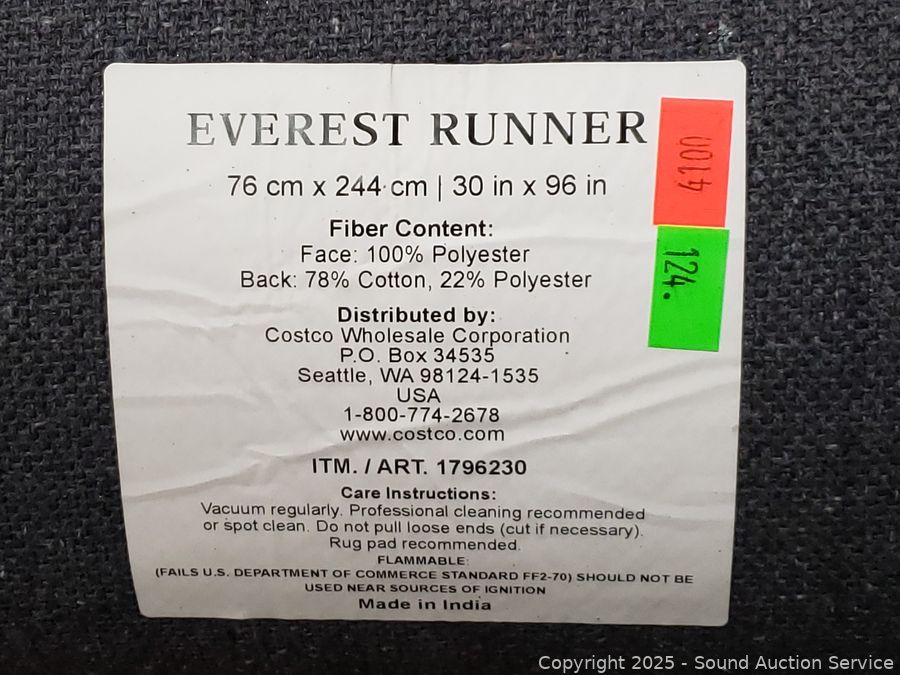 EVEREST RUNNER
76 cm x 244 cm | 30 in x 96 in
Fiber Content:
Face: 100% Polyester
Back: 78% Cotton, 22% Polyester
Distributed by:
Costco Wholesale Corporation
P.O. Box 34535
Seattle, WA 98124-1535
USA
1-800-774-2678
www.costco.com
ITM. / ART. 1796230
Care Instructions:
Vacuum regularly. Professional cleaning recommended
or spot clean. Do not pull loose ends (cut if necessary).
Rug pad recommended.
FLAMMABLE:
(FAILS U.S. DEPARTMENT OF COMMERCE STANDARD FF2-70) SHOULD NOT BE
USED NEAR SOURCES OF IGNITION
Made in India
0014
124.
Copyright 2025 - Sound Auction Service